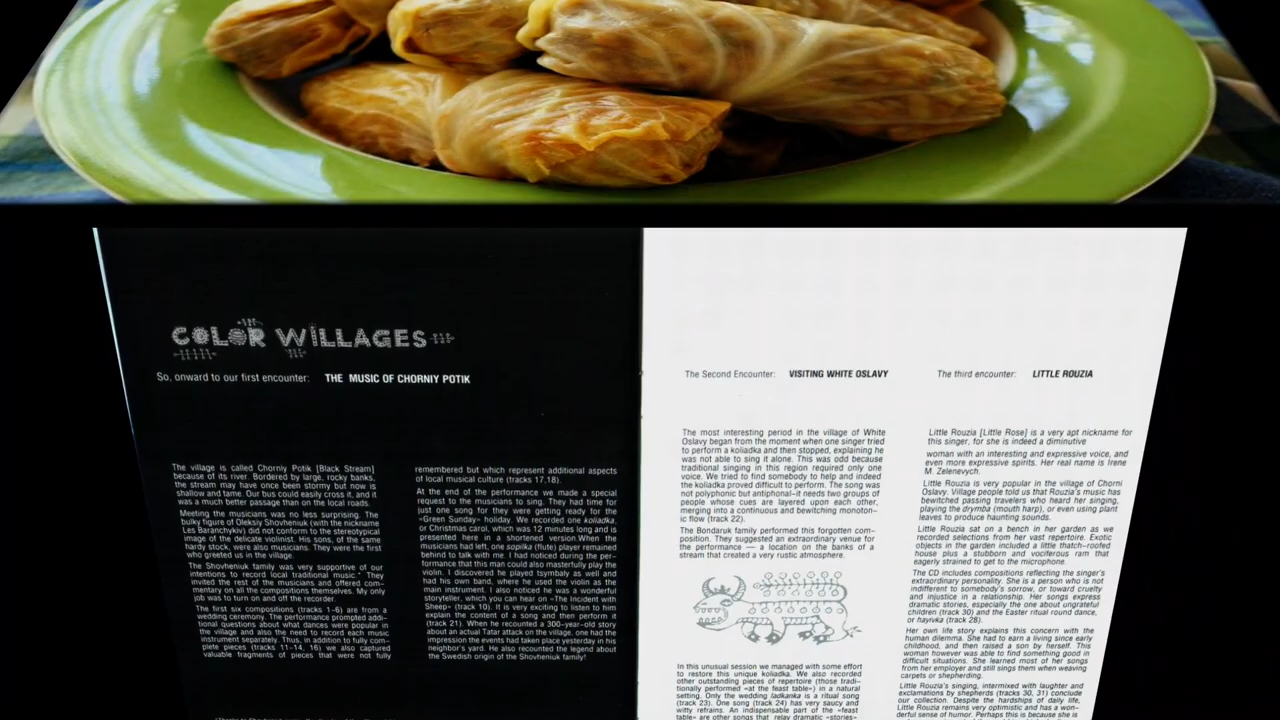 COLOR WILLAGES
So, onward to our first encounter: THE MUSIC OF CHORNIY POTIK
The village is called Chorniy Potik [Black Stream]
because of its river. Bordered by large, rocky banks,
the stream may have once been stormy but now is
shallow and tame. Our bus could easily cross it, and it
was a much better passage than on the local roads.
Meeting the musicians was no less surprising. The
bulky figure of Oleksiy Shovheniuk (with the nickname
Les Baranchyk) did not conform to the stereotypical
image of the delicate violinist. His sons, of the same
hardy stock, were also musicians. They were the first
who greeted us in the village.
The Shovheniuk family was very supportive of our
intentions to record local traditional music.* They
invited the rest of the musicians and offered com-
mentary on all the compositions themselves. My only
job was to turn on and off the recorder.
The first six compositions (tracks 1-6) are from a
wedding ceremony. The performance prompted addi-
tional questions about what dances were popular in
the village and also the need to record each music
instrument separately. Thus, in addition to fully com-
plete pieces (tracks 11-14, 16) we also captured
valuable fragments of pieces that were not fully
remembered but which represent additional aspects
of local musical culture (tracks 17,18).
At the end of the performance we made a special
request to the musicians to sing. They had time for
just one song for they were getting ready for the
«Green Sunday» holiday. We recorded one koliadka,
or Christmas carol, which was 12 minutes long and is
presented here in a shortened version.When the
musicians had left, one sopilka (flute) player remained
behind to talk with me. I had noticed during the per-
formance that this man could also masterfully play the
violin. I discovered he played tsymbaly as well and
had his own band, where he used the violin as the
main instrument. I also noticed he was a wonderful
storyteller, which you can hear on «The Incident with
Sheep» (track 10). It is very exciting to listen to him
explain the content of a song and then perform it
(track 21). When he recounted a 300-year-old story
about an actual Tatar attack on the village, one had the
impression the events had taken place yesterday in his
neighbor's yard. He also recounted the legend about
the Swedish origin of the Shovheniuk family!
The Second Encounter: VISITING WHITE OSLAVY
The most interesting period in the village of White
Oslavy began from the moment when one singer tried
to perform a koliadka and then stopped, explaining he
was not able to sing it alone. This was odd because
traditional singing in this region required only one
voice. We tried to find somebody to help and indeed
the koliadka proved difficult to perform. The song was
not polyphonic but antiphonal-it needs two groups of
people whose cues are layered upon each other,
merging into a continuous and bewitching monoton-
ic flow (track 22).
The Bondaruk family performed this forgotten com-
position. They suggested an extraordinary venue for
the performance — a location on the banks of a
stream that created a very rustic atmosphere.
In this unusual session we managed with some effort
to restore this unique koliadka. We also recorded
other outstanding pieces of repertoire (those tradi-
tionally performed «at the feast table») in a natural
setting. Only the wedding ladkanka is a ritual song
(track 23). One song (track 24) has very saucy and
witty refrains. An indispensable part of the «feast
table» are other songs that relay dramatic «stories-
The third encounter: LITTLE ROUZIA
Little Rouzia [Little Rose] is a very apt nickname for
this singer, for she is indeed a diminutive
woman with an interesting and expressive voice, and
even more expressive spirits. Her real name is Irene
M. Zelenevych.
Little Rouzia is very popular in the village of Chorni
Oslavy. Village people told us that Rouzia's music has
bewitched passing travelers who heard her singing,
playing the drymba (mouth harp), or even using plant
leaves to produce haunting sounds.
Little Rouzia sat on a bench in her garden as we
recorded selections from her vast repertoire. Exotic
objects in the garden included a little thatch-roofed
house plus a stubborn and vociferous ram that
eagerly strained to get to the microphone.
The CD includes compositions reflecting the singer's
extraordinary personality. She is a person who is not
indifferent to somebody's sorrow, or toward cruelty
and injustice in a relationship. Her songs express
dramatic stories, especially the one about ungrateful
children (track 30) and the Easter ritual round dance,
or hayivka (track 28).
Her own life story explains this concern with the
human dilemma. She had to earn a living since early
childhood, and then raised a son by herself. This
woman however was able to find something good in
difficult situations. She learned most of her songs
from her employer and still sings them when weaving
carpets or shepherding.
Little Rouzia's singing, intermixed with laughter and
exclamations by shepherds (tracks 30, 31) conclude
our collection. Despite the hardships of daily life,
Little Rouzia remains very optimistic and has a won-
derful sense of humor. Perhaps this is because she is